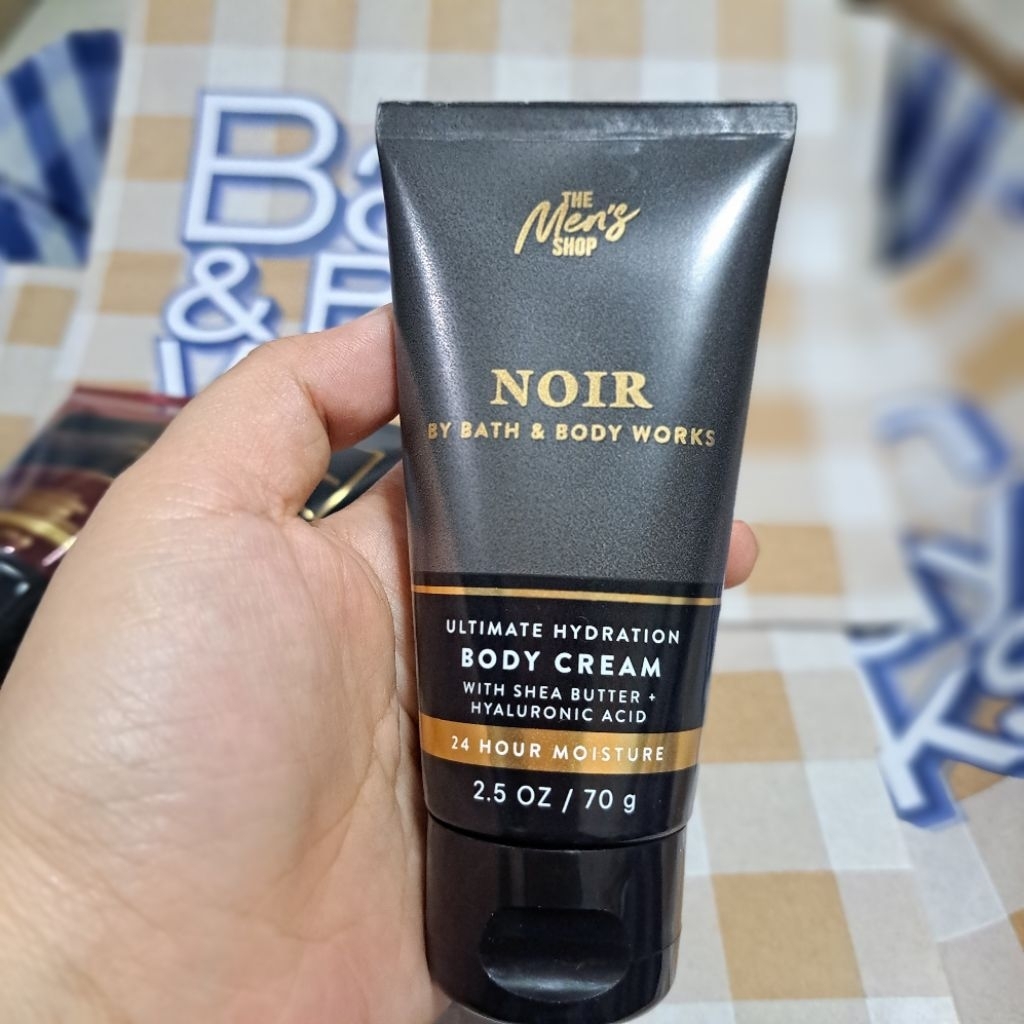 THE
Men's
SHOP
NOIR
BY BATH & BODY WORKS
ULTIMATE HYDRATION
BODY CREAM
WITH SHEA BUTTER +
HYALURONIC ACID
24 HOUR MOISTURE
2.5 OZ / 70 g
Ba
&